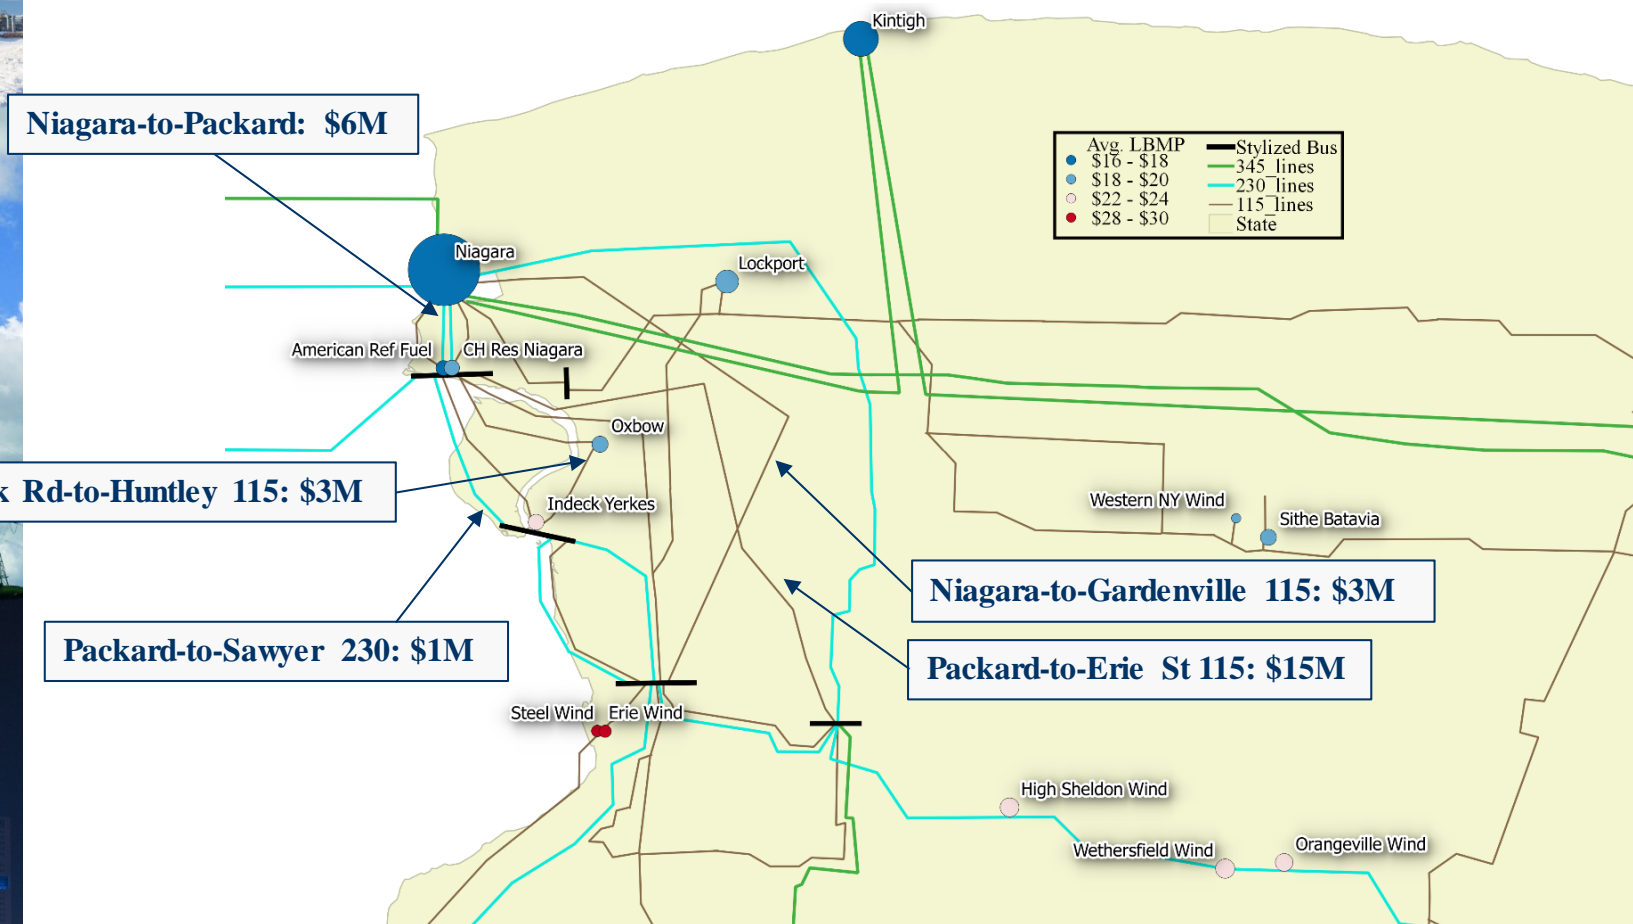 Kintigh
Niagara-to-Packard: $6M
Avg. LBMP
$16 - $18
$18 - $20
$22 - $24
$28 - $30
Stylized Bus
345_lines
230_lines
115_lines
State
Niagara
Lockport
American Ref Fuel
CH Res Niagara
Oxbow
Rd-to-Huntley 115: $3M
Indeck Yerkes
Western NY Wind
Sithe Batavia
Niagara-to-Gardenville 115: $3M
Packard-to-Sawyer 230: $1M
Packard-to-Erie St 115: $15M
Steel Wind
Erie Wind
High Sheldon Wind
Wethersfield Wind
Orangeville Wind